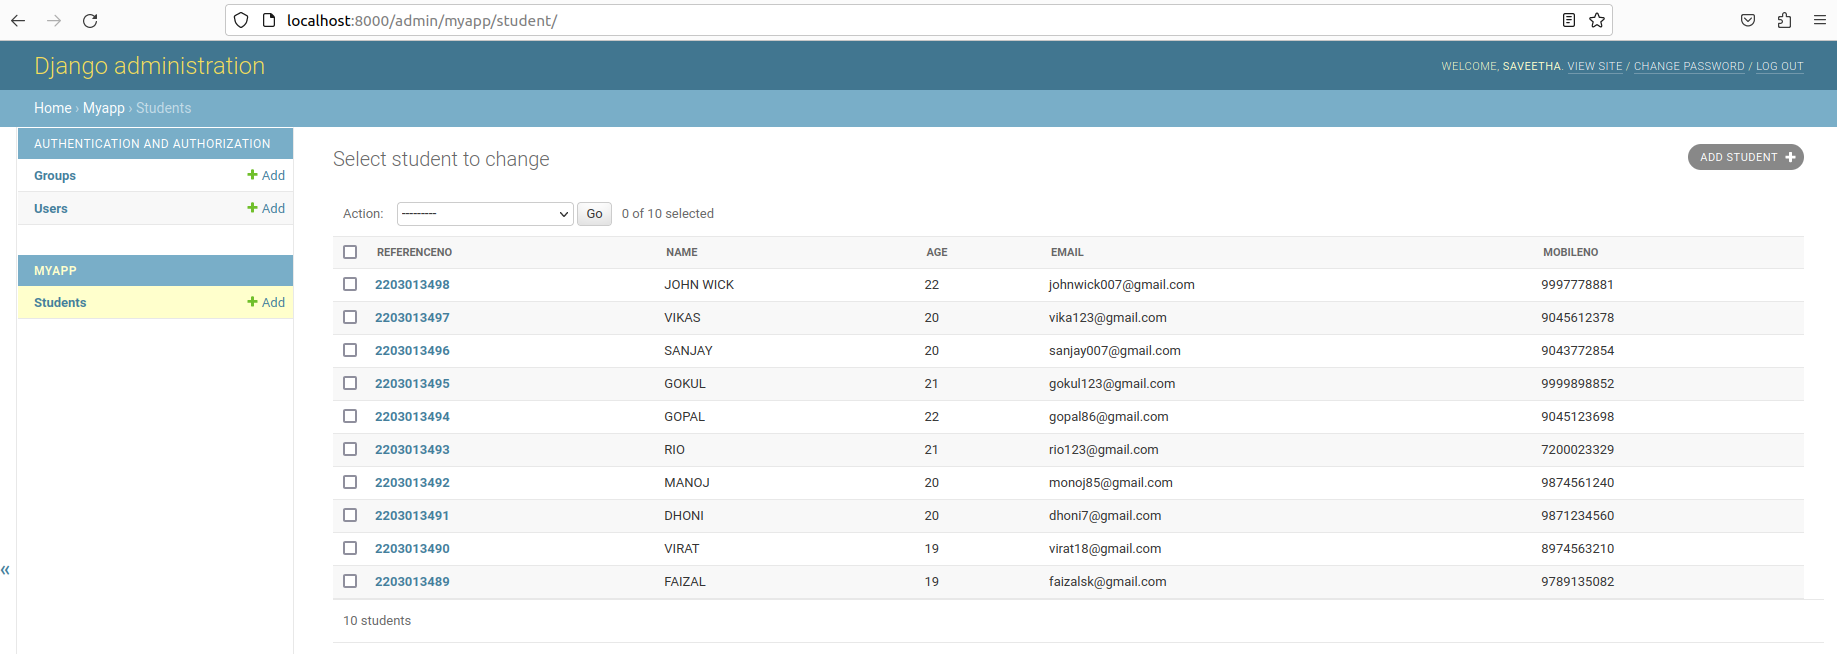 localhost:8000/admin/myapp/student/
Django administration
WELCOME, SAVEETHA. VIEW SITE / CHANGE PASSWORD / LOG OUT
Home › Myapp › Students
AUTHENTICATION AND AUTHORIZATION
Groups + Add
Users + Add
MYAPP
Students + Add
«
Select student to change
ADD STUDENT +
Action: --------- Go 0 of 10 selected
REFERENCENO NAME AGE EMAIL MOBILENO
2203013498 JOHN WICK 22 johnwick007@gmail.com 9997778881
2203013497 VIKAS 20 vika123@gmail.com 9045612378
2203013496 SANJAY 20 sanjay007@gmail.com 9043772854
2203013495 GOKUL 21 gokul123@gmail.com 9999898852
2203013494 GOPAL 22 gopal86@gmail.com 9045123698
2203013493 RIO 21 rio123@gmail.com 7200023329
2203013492 MANOJ 20 monoj85@gmail.com 9874561240
2203013491 DHONI 20 dhoni7@gmail.com 9871234560
2203013490 VIRAT 19 virat18@gmail.com 8974563210
2203013489 FAIZAL 19 faizalsk@gmail.com 9789135082
10 students